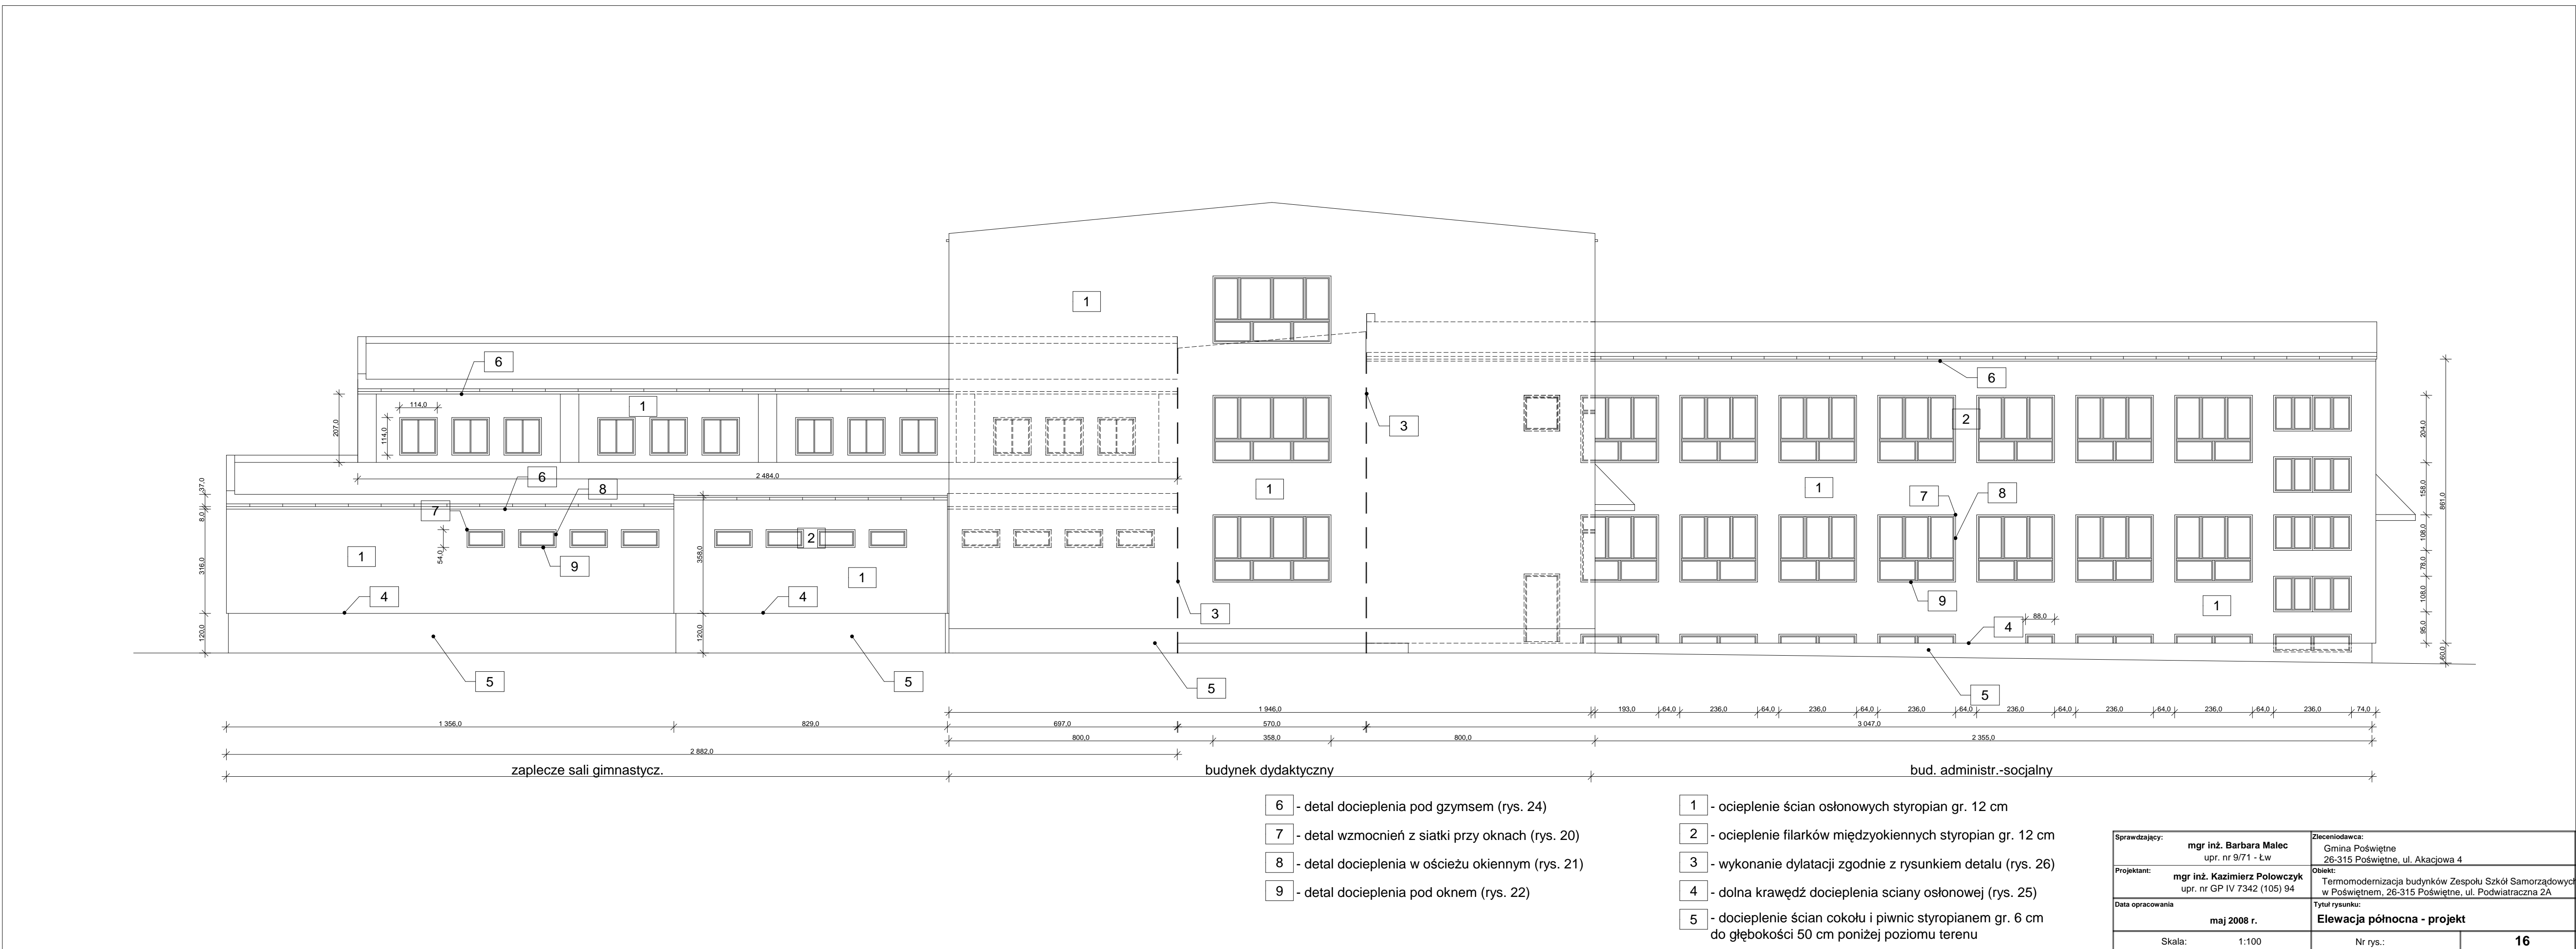 1
6
6
1
2
3
114,0
114,0
207,0
204,0
2 484,0
6
8
7
37,0
8,0
316,0
54,0
1
9
2
358,0
1
1
1
7
8
158,0
861,0
108,0
78,0
108,0
95,0
60,0
9
1
88,0
4
4
4
3
120,0
120,0
5
5
5
5
1 946,0
193,0 64,0 236,0 64,0 236,0 64,0 236,0 64,0 236,0 64,0 236,0 64,0 236,0 64,0 236,0 74,0
1 356,0 829,0 697,0 570,0 3 047,0
800,0 358,0 800,0 2 355,0
2 882,0
zaplecze sali gimnastycz. budynek dydaktyczny bud. administr.-socjalny
6 - detal docieplenia pod gzymsem (rys. 24)
7 - detal wzmocnień z siatki przy oknach (rys. 20)
8 - detal docieplenia w ościeżu okiennym (rys. 21)
9 - detal docieplenia pod oknem (rys. 22)
1 - ocieplenie ścian osłonowych styropian gr. 12 cm
2 - ocieplenie filarków międzyokiennych styropian gr. 12 cm
3 - wykonanie dylatacji zgodnie z rysunkiem detalu (rys. 26)
4 - dolna krawędź docieplenia sciany osłonowej (rys. 25)
5 - docieplenie ścian cokołu i piwnic styropianem gr. 6 cm
do głębokości 50 cm poniżej poziomu terenu
Sprawdzający:
mgr inż. Barbara Malec
upr. nr 9/71 - Łw
Zleceniodawca:
Gmina Poświętne
26-315 Poświętne, ul. Akacjowa 4
Projektant:
mgr inż. Kazimierz Polowczyk
upr. nr GP IV 7342 (105) 94
Obiekt:
Termomodernizacja budynków Zespołu Szkół Samorządowych
w Poświętnem, 26-315 Poświętne, ul. Podwiatraczna 2A
Data opracowania
maj 2008 r.
Tytuł rysunku:
Elewacja północna - projekt
Skala: 1:100
Nr rys.: 16